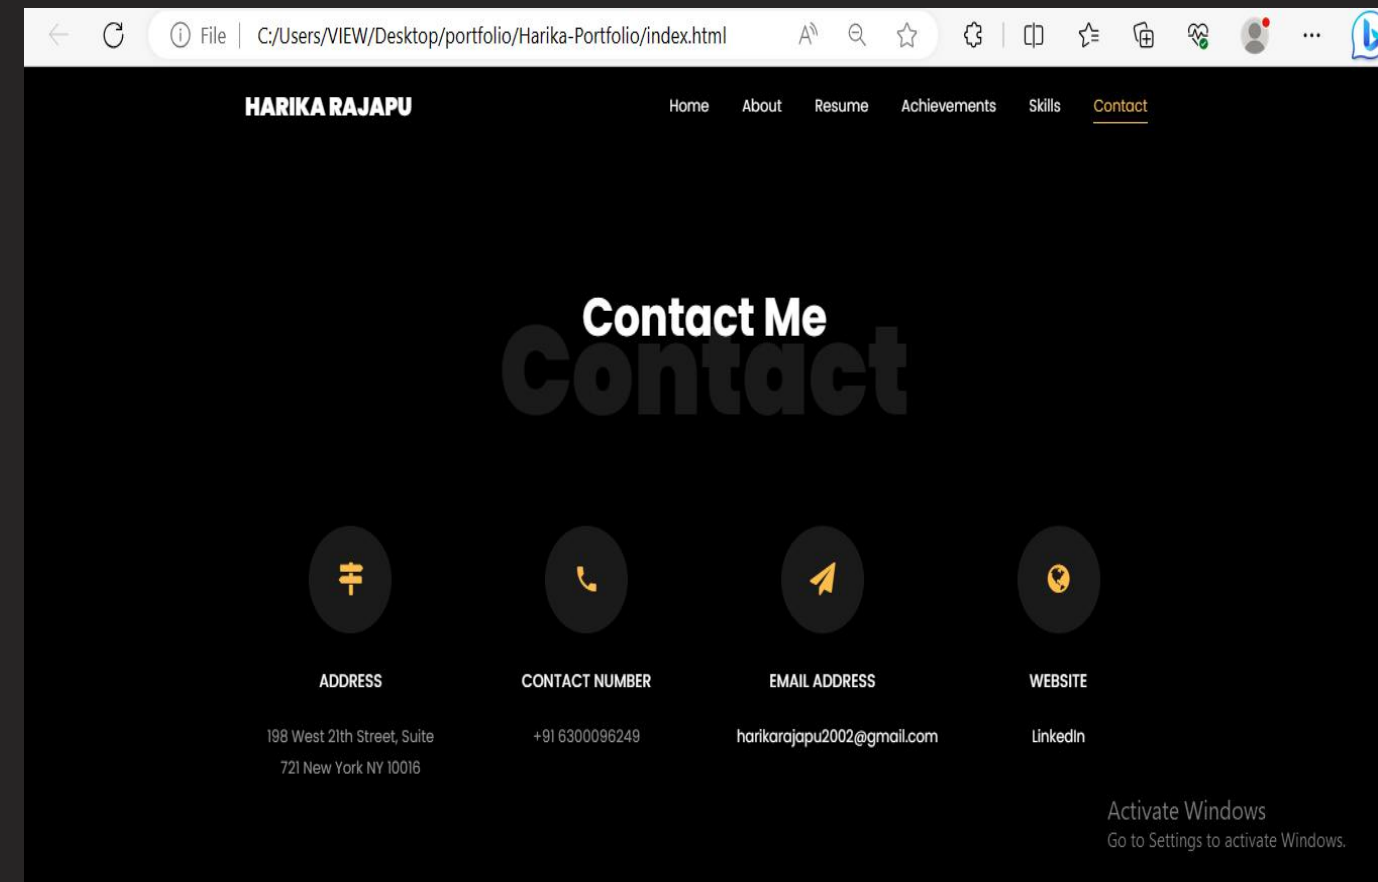 File C:/Users/VIEW/Desktop/portfolio/Harika-Portfolio/index.html
HARIKA RAJAPU Home About Resume Achievements Skills Contact
Contact Me
Contact
ADDRESS CONTACT NUMBER EMAIL ADDRESS WEBSITE
198 West 21th Street, Suite +91 6300096249 harikarajapu2002@gmail.com LinkedIn
721 New York NY 10016
Activate Windows
Go to Settings to activate Windows.